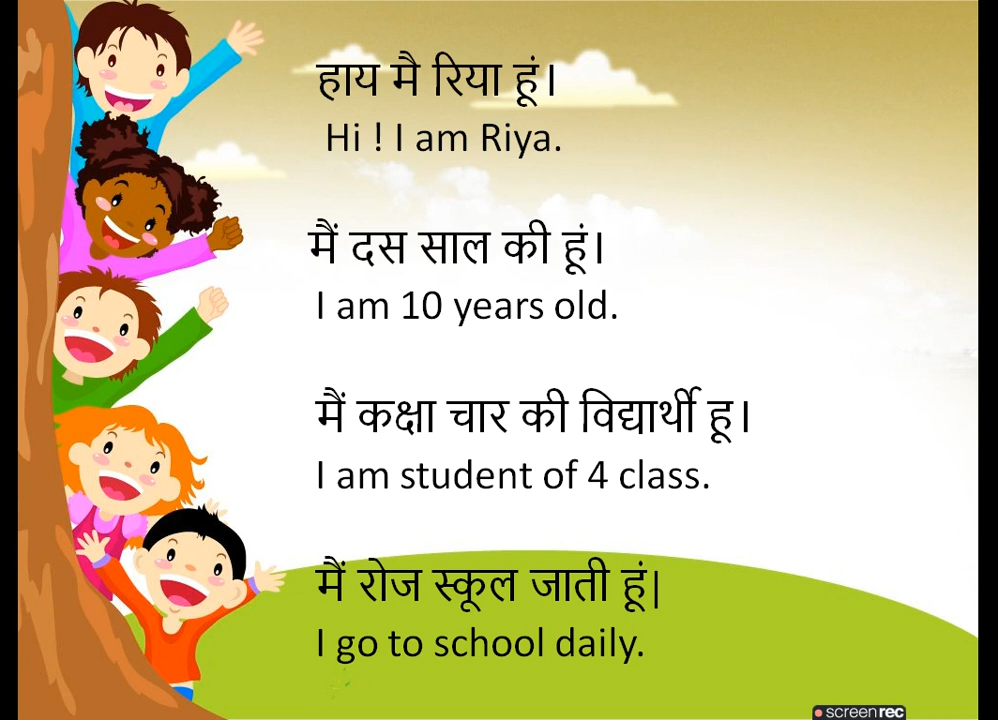 हाय मै रिया हूं।
Hi ! I am Riya.
मैं दस साल की हूं।
I am 10 years old.
मैं कक्षा चार की विद्यार्थी हू।
I am student of 4 class.
मैं रोज स्कूल जाती हूं|
I go to school daily.
screenrec